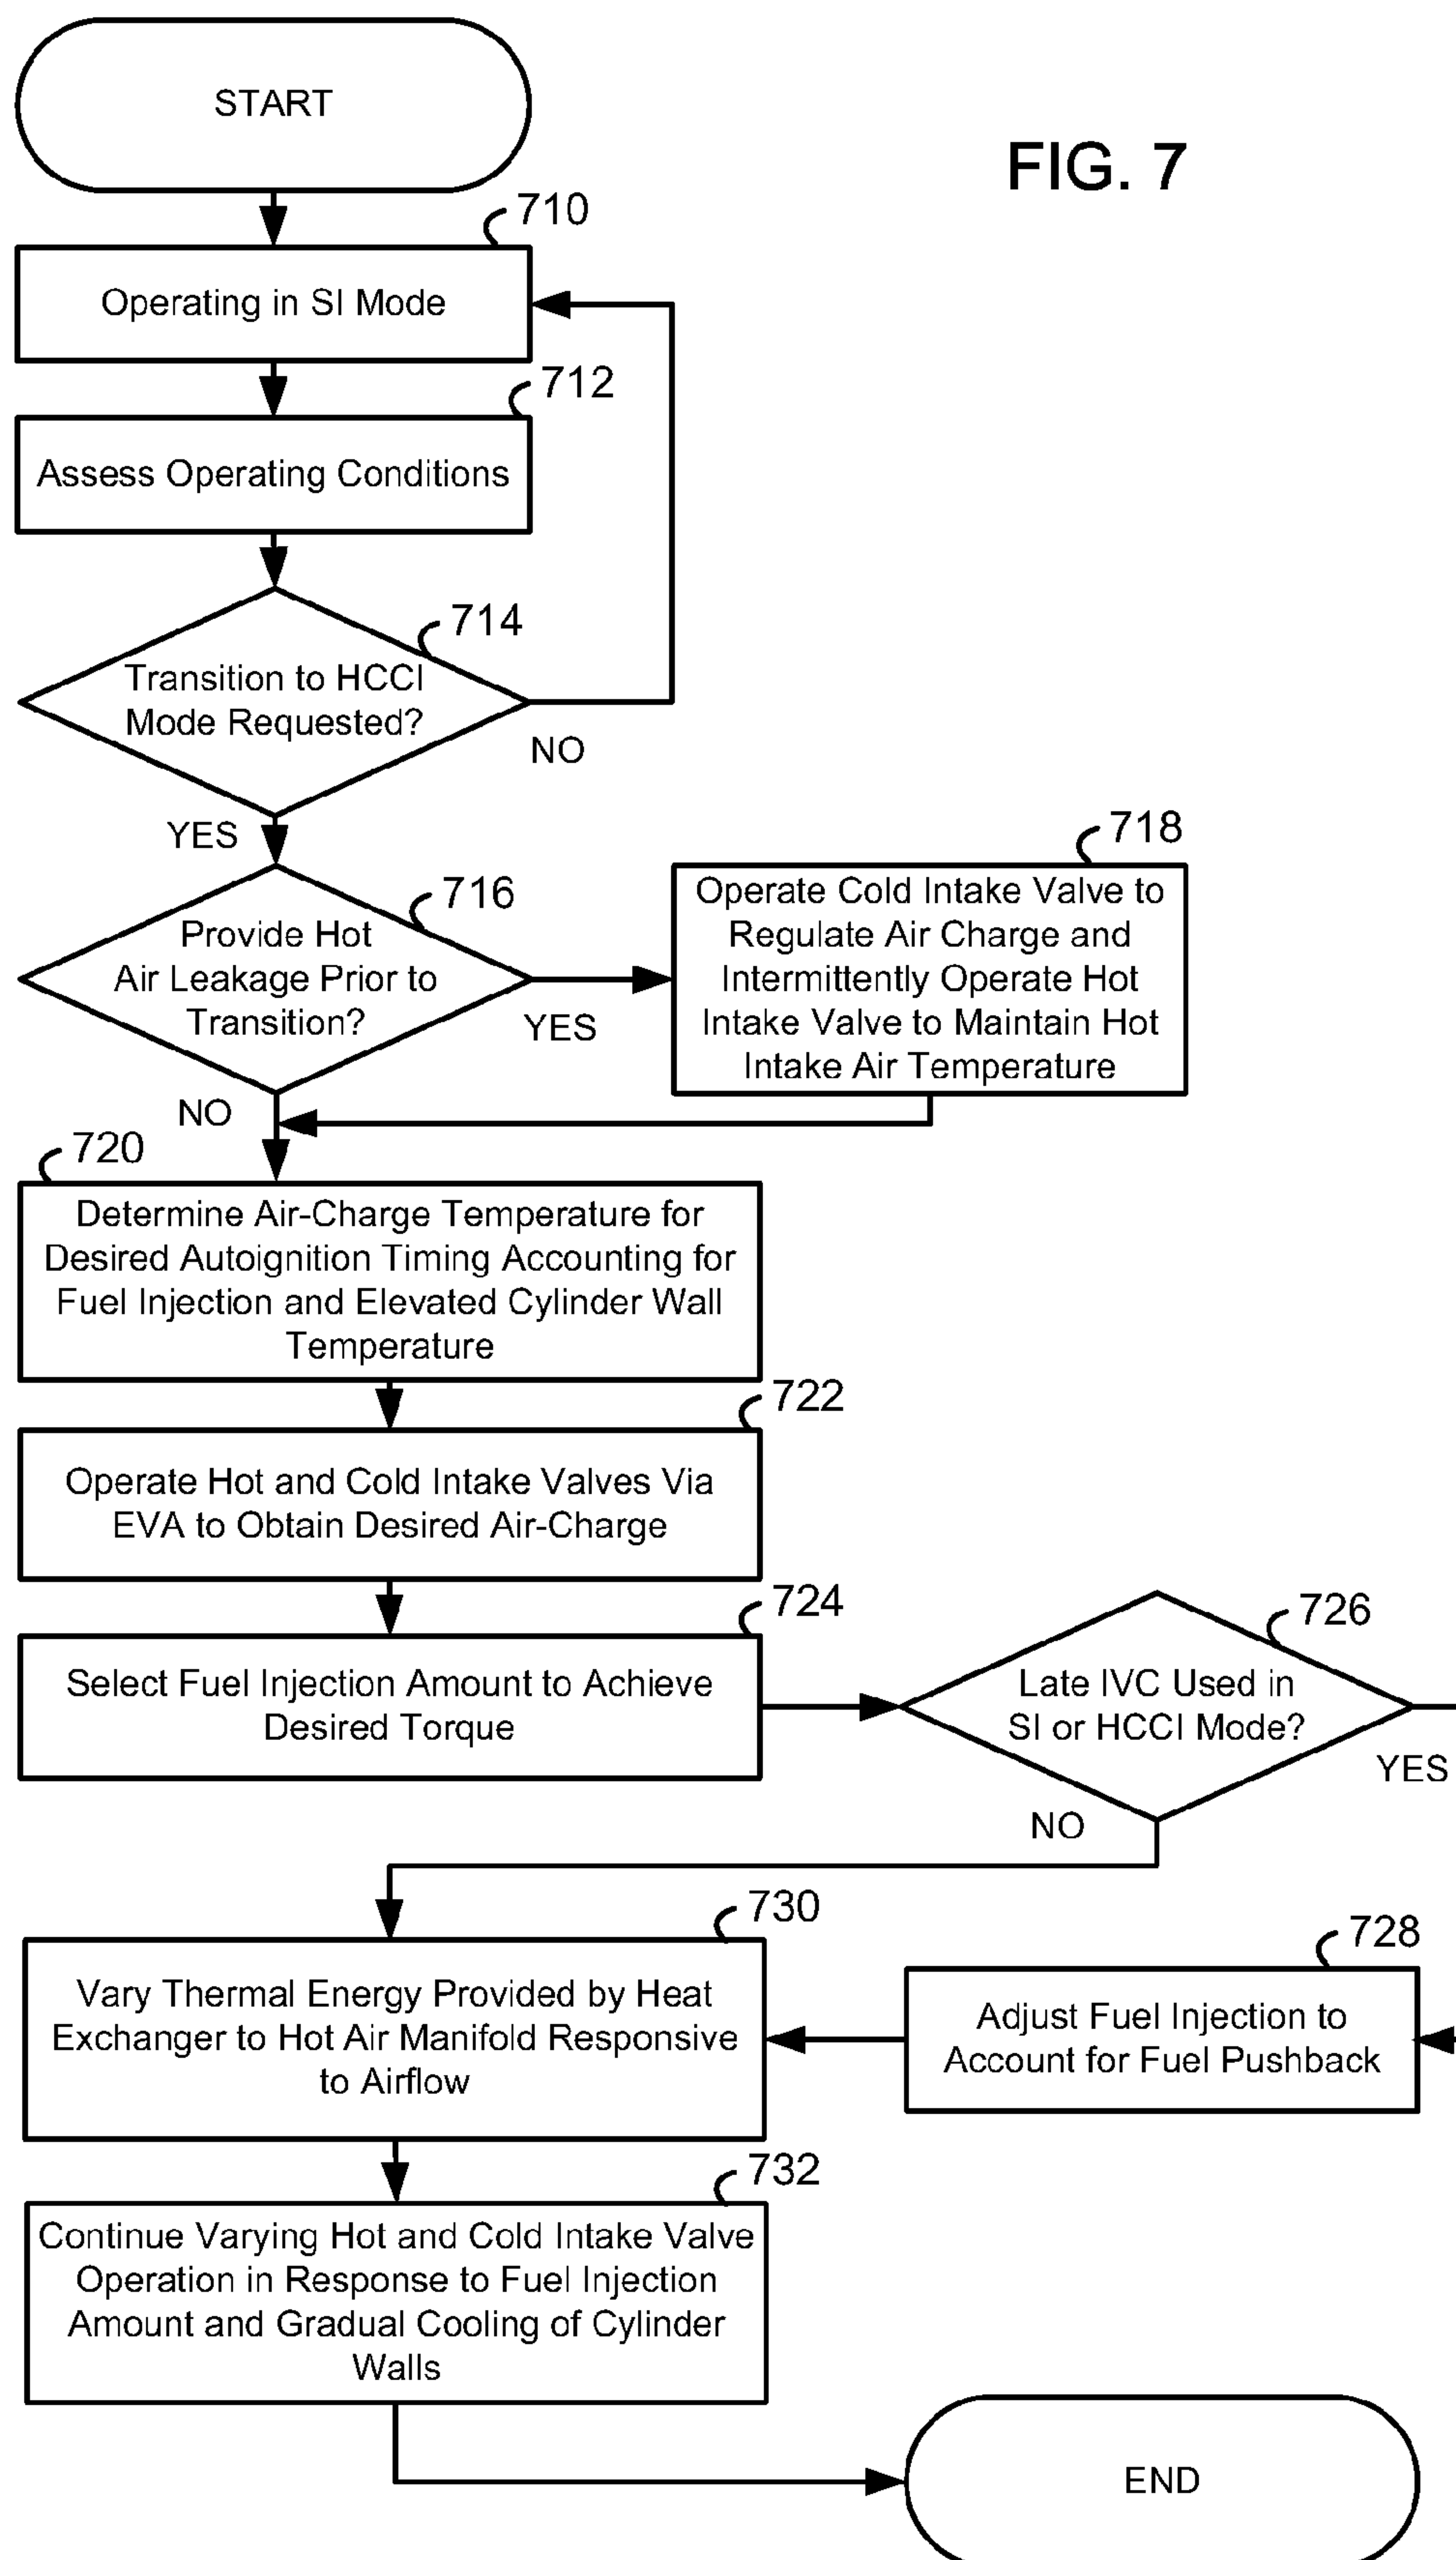 START
FIG. 7
710
Operating in SI Mode
712
Assess Operating Conditions
714
Transition to HCCI
Mode Requested?
NO
YES
716
Provide Hot
Air Leakage Prior to
Transition?
YES
718
Operate Cold Intake Valve to
Regulate Air Charge and
Intermittently Operate Hot
Intake Valve to Maintain Hot
Intake Air Temperature
NO
720
Determine Air-Charge Temperature for
Desired Autoignition Timing Accounting for
Fuel Injection and Elevated Cylinder Wall
Temperature
722
Operate Hot and Cold Intake Valves Via
EVA to Obtain Desired Air-Charge
724
Select Fuel Injection Amount to Achieve
Desired Torque
726
Late IVC Used in
SI or HCCI Mode?
YES
NO
730
Vary Thermal Energy Provided by Heat
Exchanger to Hot Air Manifold Responsive
to Airflow
728
Adjust Fuel Injection to
Account for Fuel Pushback
732
Continue Varying Hot and Cold Intake Valve
Operation in Response to Fuel Injection
Amount and Gradual Cooling of Cylinder
Walls
END